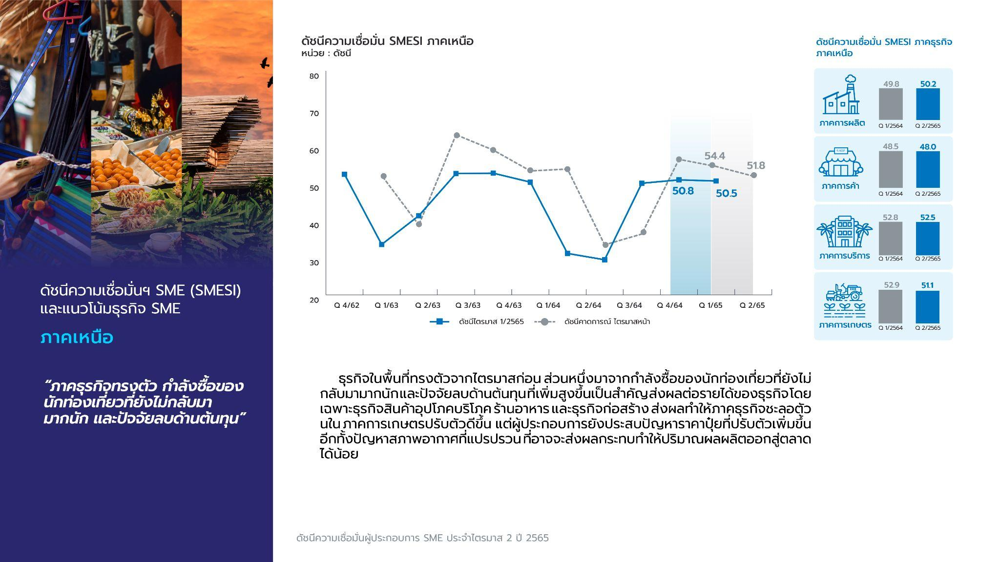 ดัชนีความเชื่อมั่นฯ SME (SMESI)
และแนวโน้มธุรกิจ SME
ภาคเหนือ
“ภาคธุรกิจทรงตัว กำลังซื้อของ
นักท่องเที่ยวที่ยังไม่กลับมา
มากนัก และปัจจัยลบด้านต้นทุน”
ดัชนีความเชื่อมั่น SMESI ภาคเหนือ
หน่วย : ดัชนี
80
70
60
50
40
30
20
54.4
51.8
50.8
50.5
Q 4/62 Q 1/63 Q 2/63 Q 3/63 Q 4/63 Q 1/64 Q 2/64 Q 3/64 Q 4/64 Q 1/65 Q 2/65
ดัชนีไตรมาส 1/2565 ดัชนีคาดการณ์ ไตรมาสหน้า
ดัชนีความเชื่อมั่น SMESI ภาคธุรกิจ
ภาคเหนือ
49.8 50.2
ภาคการผลิต
Q 1/2564 Q 2/2565
SHOP
48.5 48.0
ภาคการค้า
Q 1/2564 Q 2/2565
52.8 52.5
ภาคการบริการ
Q 1/2564 Q 2/2565
52.9 51.1
ภาคการเกษตร
Q 1/2564 Q 2/2565
ธุรกิจในพื้นที่ทรงตัวจากไตรมาสก่อน ส่วนหนึ่งมาจากกำลังซื้อของนักท่องเที่ยวที่ยังไม่
กลับมามากนักและปัจจัยลบด้านต้นทุนที่เพิ่มสูงขึ้นเป็นสำคัญส่งผลต่อรายได้ของธุรกิจโดย
เฉพาะธุรกิจสินค้าอุปโภคบริโภค ร้านอาหาร และธุรกิจก่อสร้าง ส่งผลทำให้ภาคธุรกิจชะลอตัว
นใน ภาคการเกษตรปรับตัวดีขึ้น แต่ผู้ประกอบการยังประสบปัญหาราคาปุ๋ยที่ปรับตัวเพิ่มขึ้น
อีกทั้งปัญหาสภาพอากาศที่แปรปรวน ที่อาจจะส่งผลกระทบทำให้ปริมาณผลผลิตออกสู่ตลาด
ได้น้อย
ดัชนีความเชื่อมั่นผู้ประกอบการ SME ประจำไตรมาส 2 ปี 2565